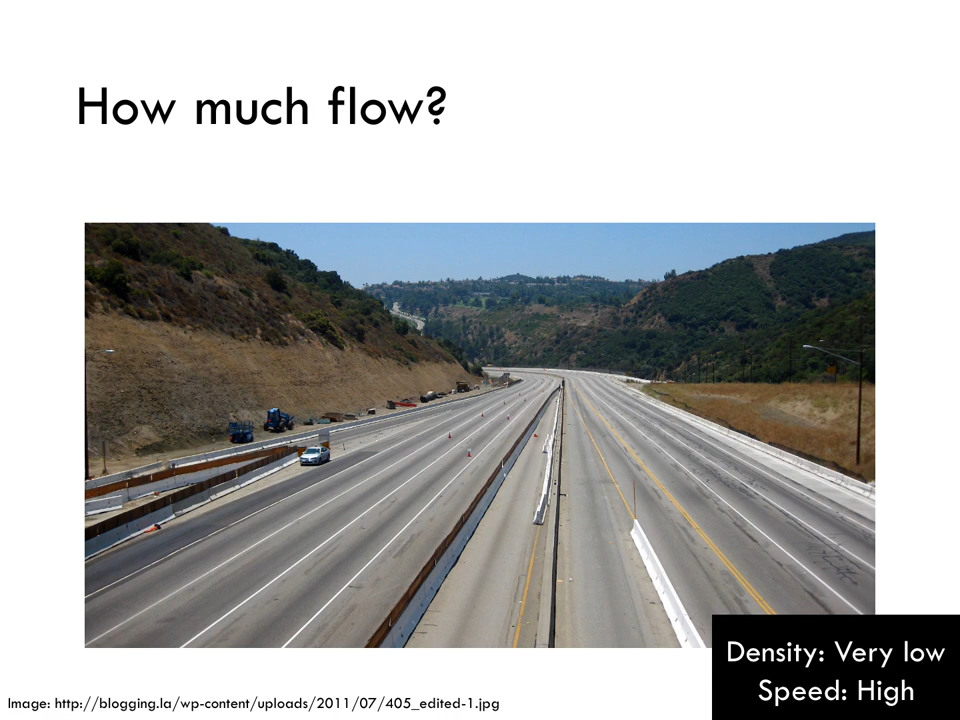 How much flow?
Density: Very low
Speed: High
Image: http://blogging.la/wp-content/uploads/2011/07/405_edited-1.jpg